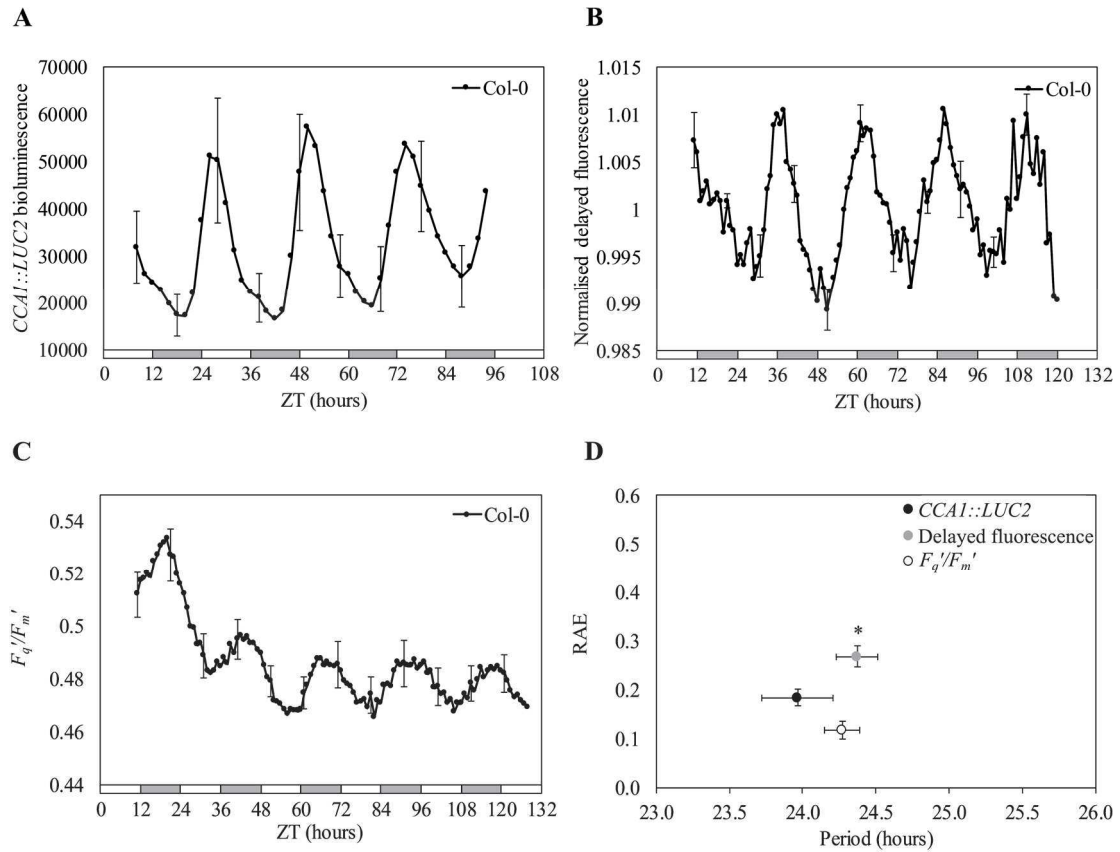 A
CCA1::LUC2 bioluminescence
70000
60000
50000
40000
30000
20000
10000
Col-0
0 12 24 36 48 60 72 84 96 108
ZT (hours)
B
Normalised delayed fluorescence
1.015
1.01
1.005
1
0.995
0.99
0.985
Col-0
0 12 24 36 48 60 72 84 96 108 120 132
ZT (hours)
C
Fq'/Fm'
0.54
0.52
0.5
0.48
0.46
0.44
Col-0
0 12 24 36 48 60 72 84 96 108 120 132
ZT (hours)
D
RAE
0.6
0.5
0.4
0.3
0.2
0.1
0.0
CCA1::LUC2
Delayed fluorescence
Fq'/Fm'
*
23.0 23.5 24.0 24.5 25.0 25.5 26.0
Period (hours)